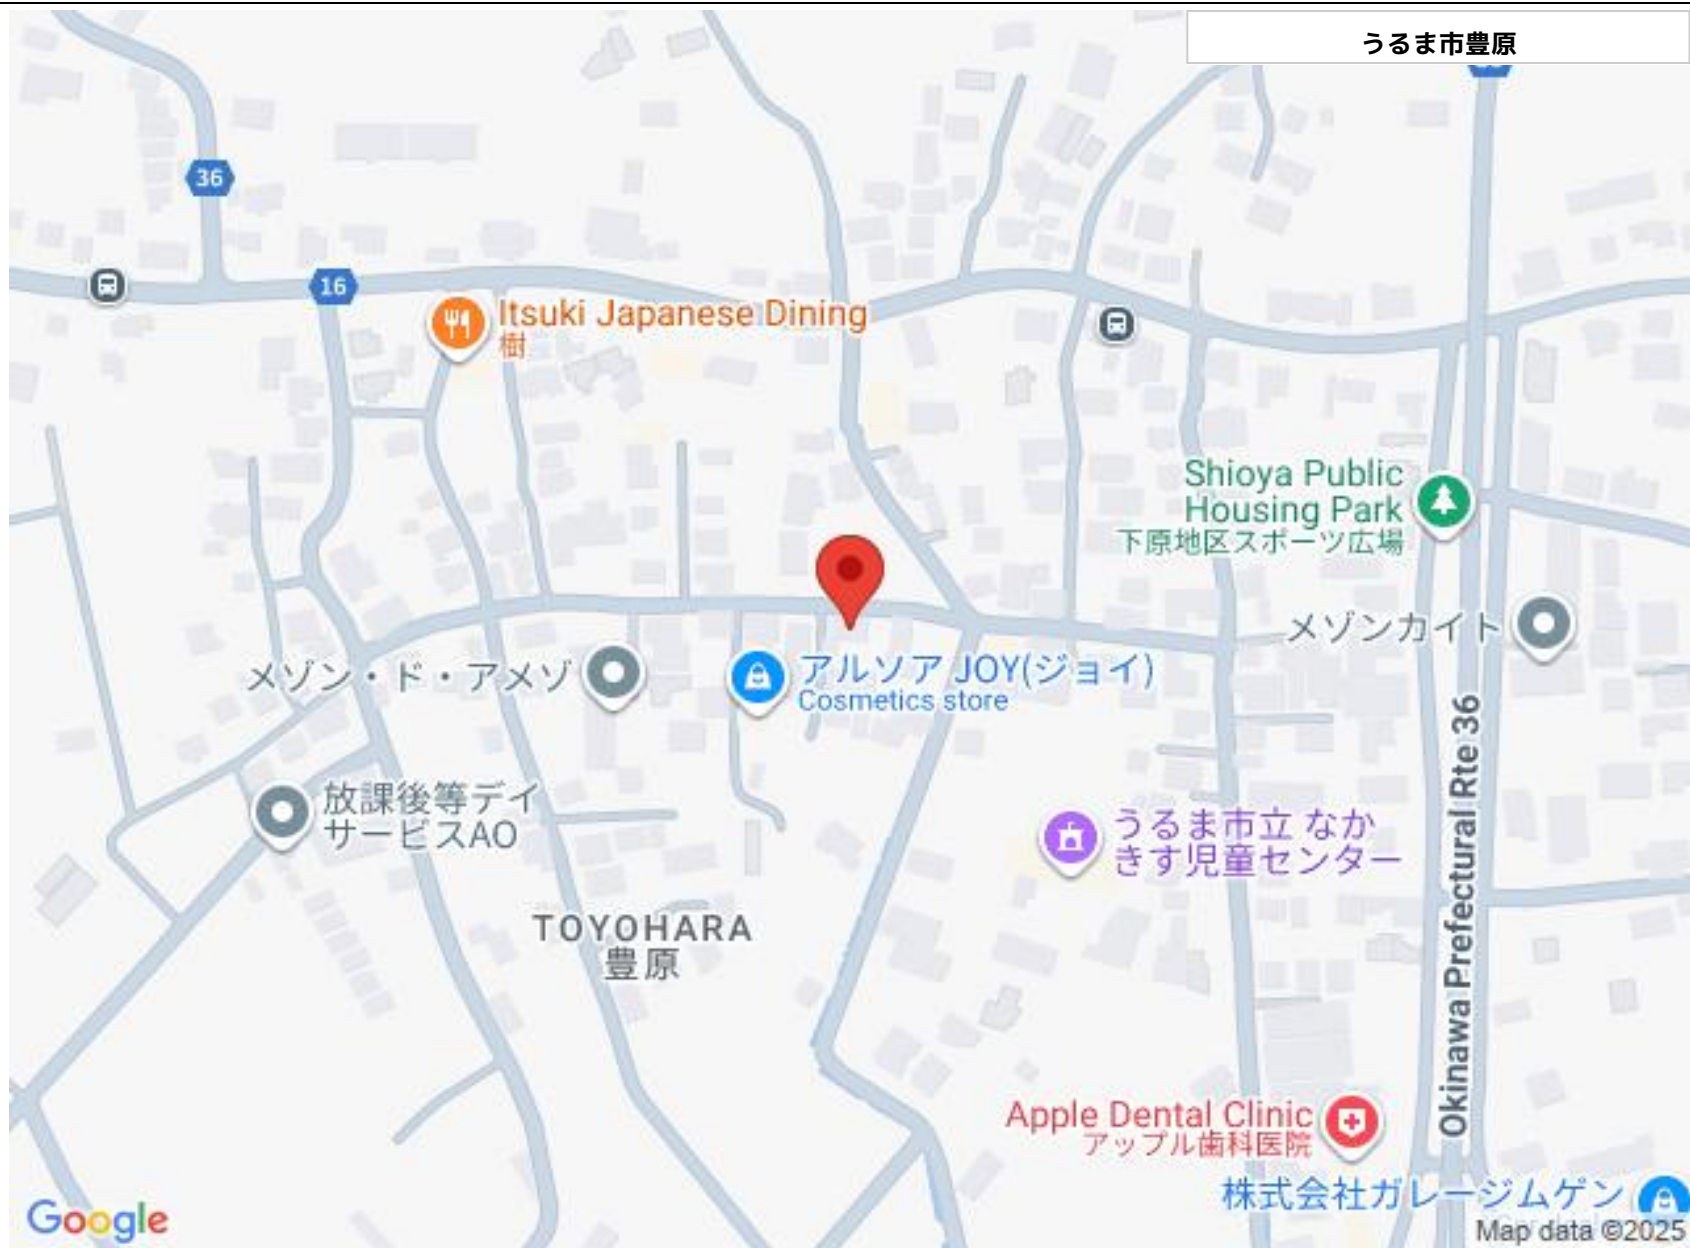 うるま市豊原
36
16
Itsuki Japanese Dining
樹
Shioya Public
Housing Park
下原地区スポーツ広場
メゾンカイト
メゾン・ド・アメゾ
アルソア JOY(ジョイ)
Cosmetics store
放課後等デイ
サービスAO
うるま市立 なか
きす児童センター
TOYOHARA
豊原
Okinawa Prefectural Rte 36
Apple Dental Clinic
アップル歯科医院
株式会社ガレージムゲン
Google
Map data ©2025